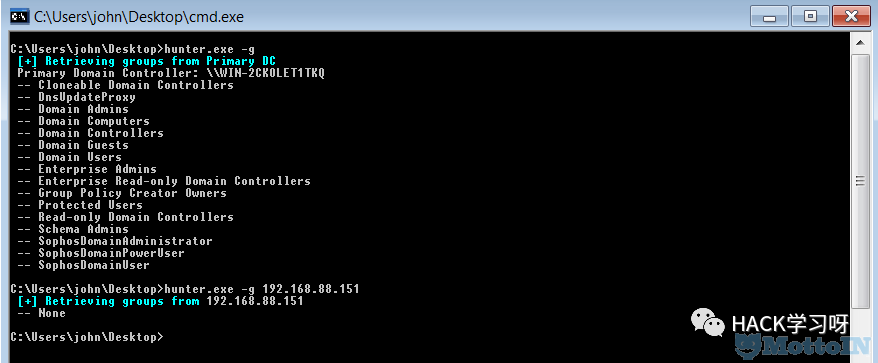 C:\Users\john\Desktop\cmd.exe
C:\Users\john\Desktop>hunter.exe -g
[+] Retrieving groups from Primary DC
Primary Domain Controller: \\WIN-2CKOLET1TKQ
-- Cloneable Domain Controllers
-- DnsUpdateProxy
-- Domain Admins
-- Domain Computers
-- Domain Controllers
-- Domain Guests
-- Domain Users
-- Enterprise Admins
-- Enterprise Read-only Domain Controllers
-- Group Policy Creator Owners
-- Protected Users
-- Read-only Domain Controllers
-- Schema Admins
-- SophosDomainAdministrator
-- SophosDomainPowerUser
-- SophosDomainUser
C:\Users\john\Desktop>hunter.exe -g 192.168.88.151
[+] Retrieving groups from 192.168.88.151
-- None
C:\Users\john\Desktop>
HACK学习呀
MottoIN